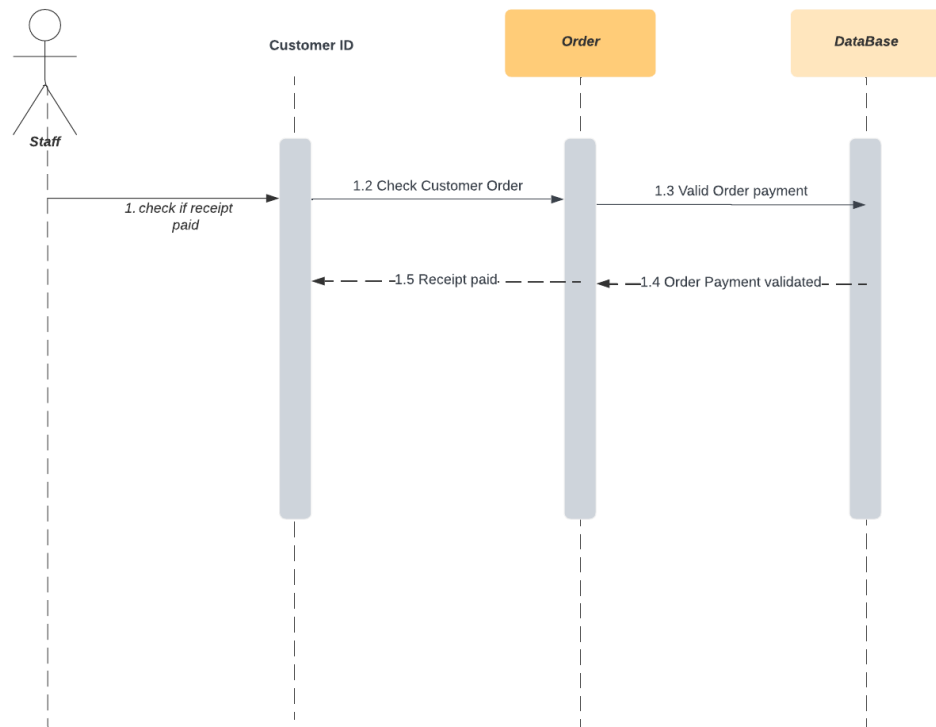 Customer ID
Order
DataBase
Staff
1. check if receipt
paid
1.2 Check Customer Order
1.3 Valid Order payment
1.5 Receipt paid
1.4 Order Payment validated